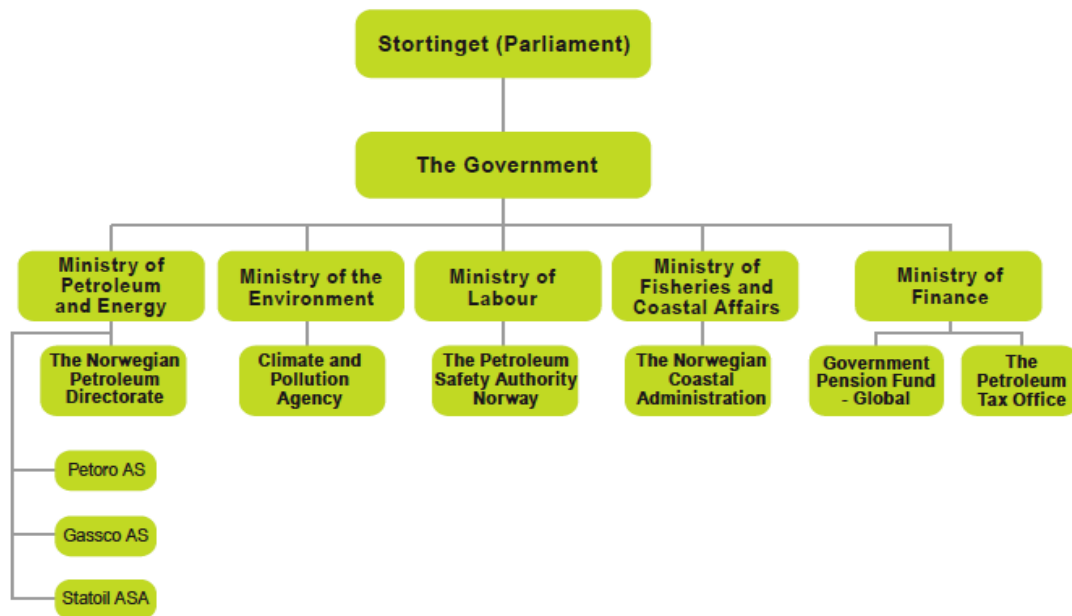 Stortinget (Parliament)
The Government
Ministry of
Petroleum
and Energy
Ministry of the
Environment
Ministry of
Labour
Ministry of
Fisheries and
Coastal Affairs
Ministry of
Finance
The Norwegian
Petroleum
Directorate
Climate and
Pollution
Agency
The Petroleum
Safety Authority
Norway
The Norwegian
Coastal
Administration
Government
Pension Fund
- Global
The
Petroleum
Tax Office
Petoro AS
Gassco AS
Statoil ASA